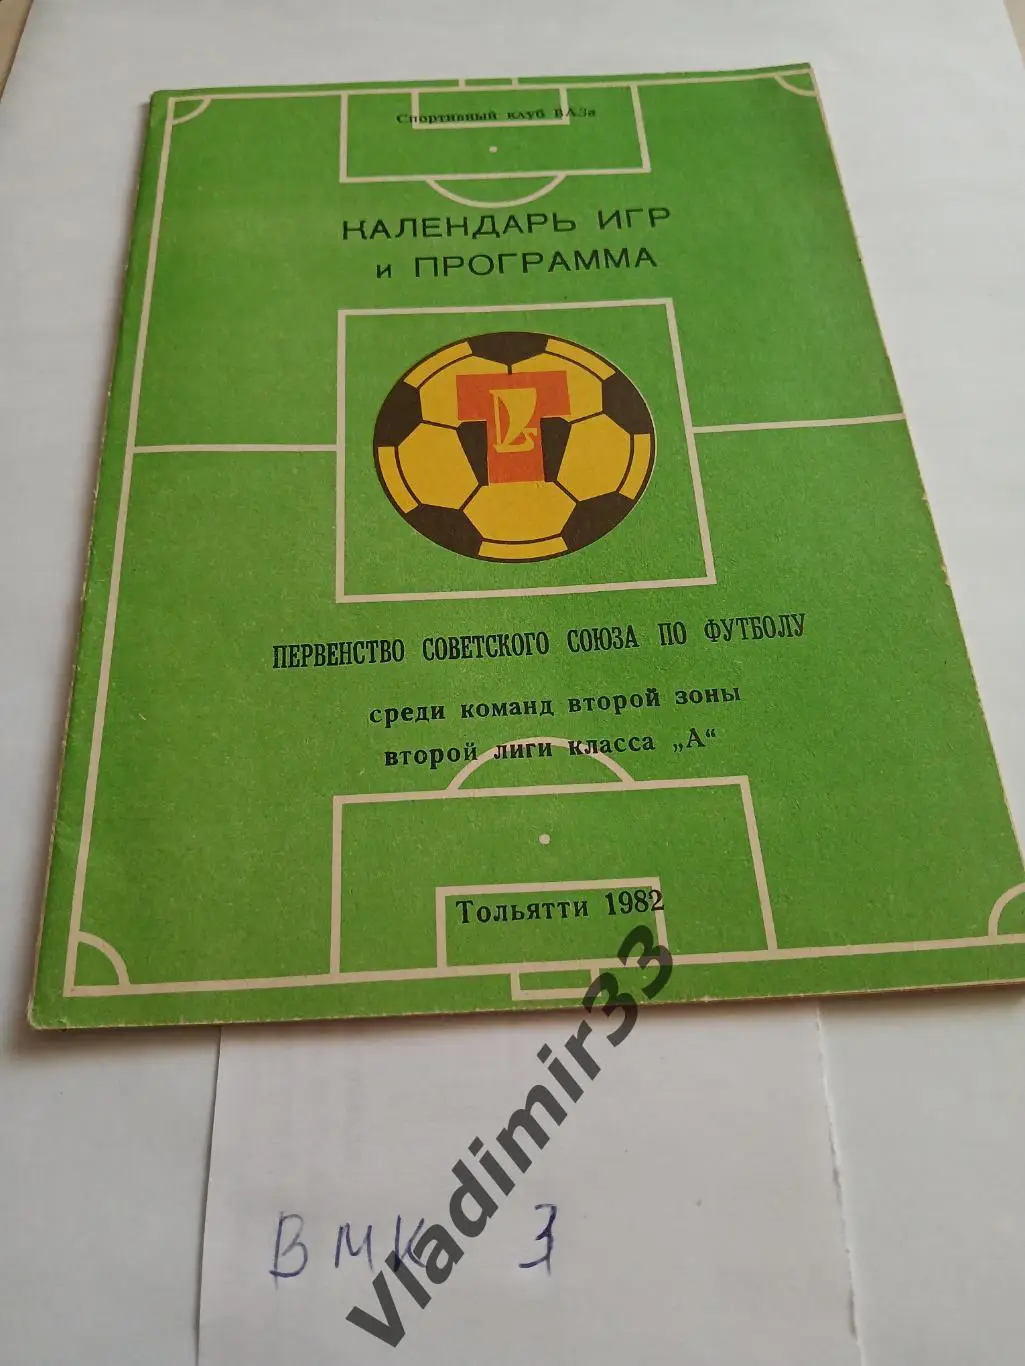 Спортивный клуб ВАЗа
КАЛЕНДАРЬ ИГР
и ПРОГРАММА
ПЕРВЕНСТВО СОВЕТСКОГО СОЮЗА ПО ФУТБОЛУ
среди команд второй зоны
второй лиги класса „А“
Тольятти 1982
Vladimir33
ВМК 3